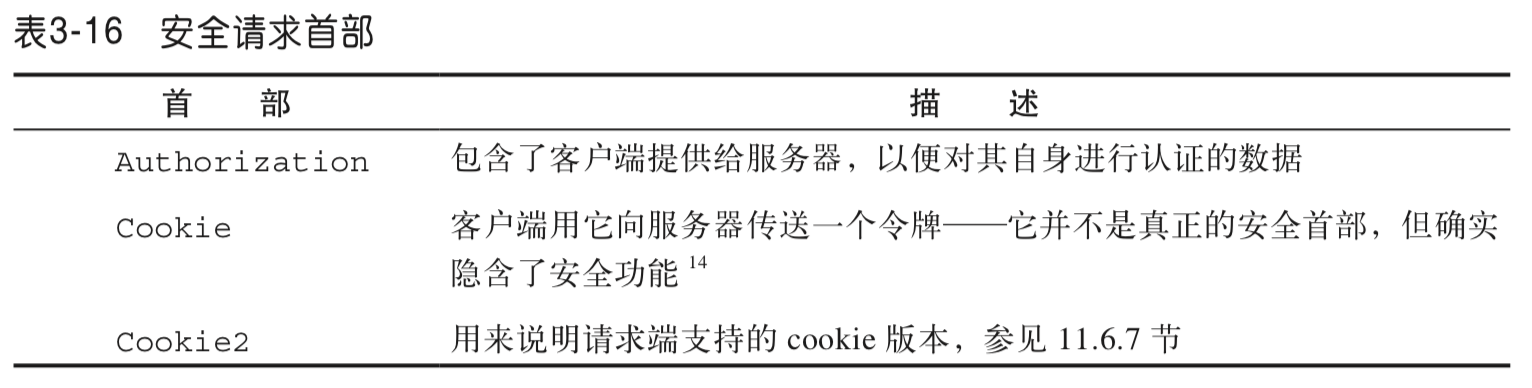 表3-16 安全请求首部
首 部 描 述
Authorization 包含了客户端提供给服务器，以便对其自身进行认证的数据
Cookie 客户端用它向服务器传送一个令牌——它并不是真正的安全首部，但确实
隐含了安全功能 14
Cookie2 用来说明请求端支持的 cookie 版本，参见 11.6.7 节